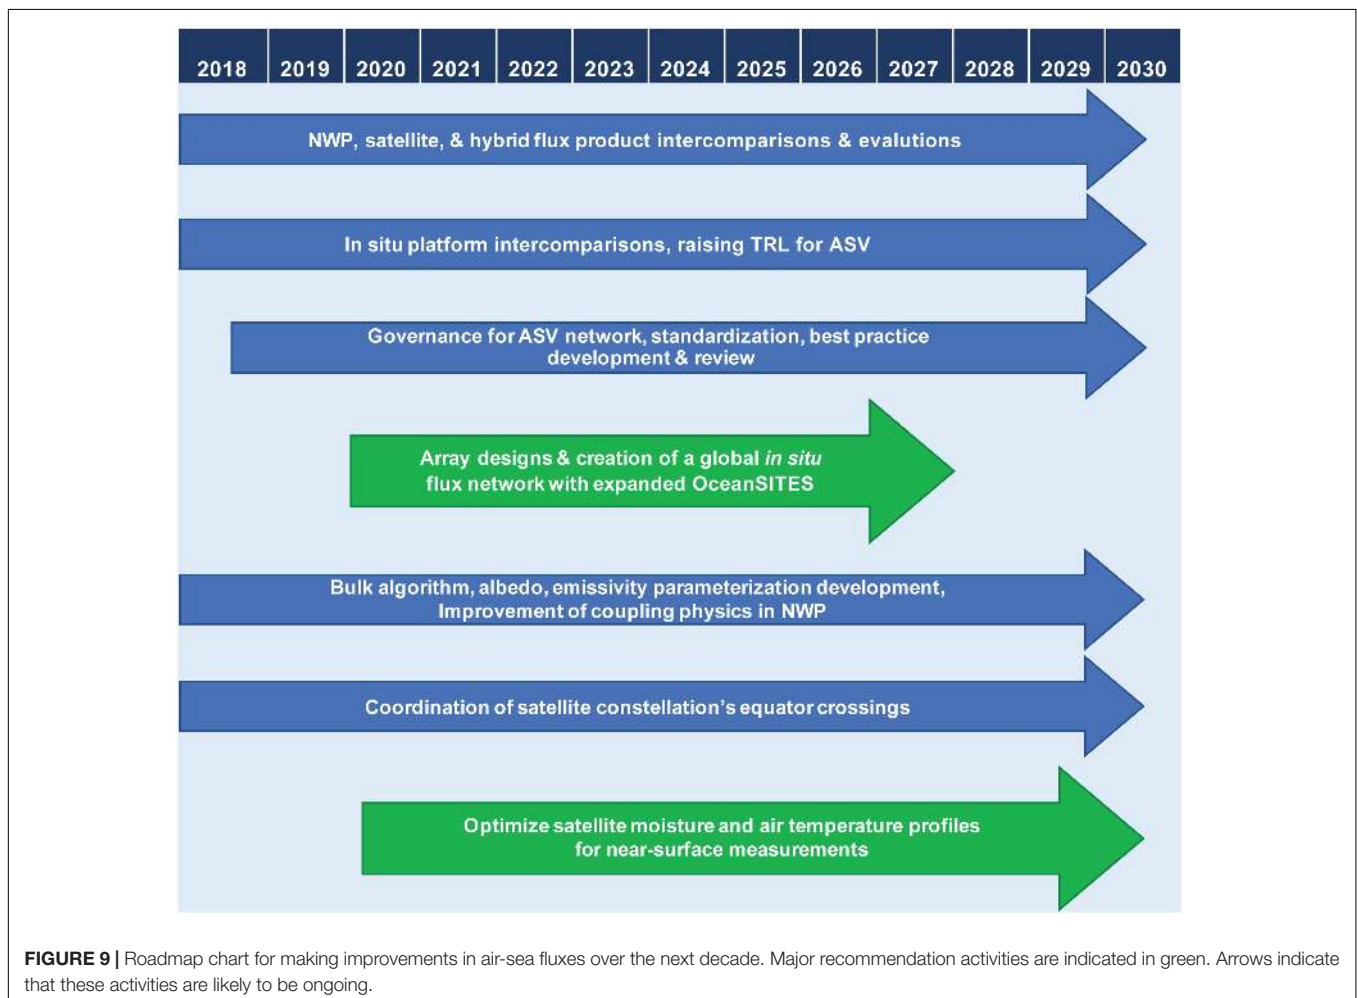 2018 2019 2020 2021 2022 2023 2024 2025 2026 2027 2028 2029 2030
NWP, satellite, & hybrid flux product intercomparisons & evalutions
In situ platform intercomparisons, raising TRL for ASV
Governance for ASV network, standardization, best practice
development & review
Array designs & creation of a global in situ
flux network with expanded OceanSITES
Bulk algorithm, albedo, emissivity parameterization development,
Improvement of coupling physics in NWP
Coordination of satellite constellation's equator crossings
Optimize satellite moisture and air temperature profiles
for near-surface measurements
FIGURE 9 | Roadmap chart for making improvements in air-sea fluxes over the next decade. Major recommendation activities are indicated in green. Arrows indicate
that these activities are likely to be ongoing.